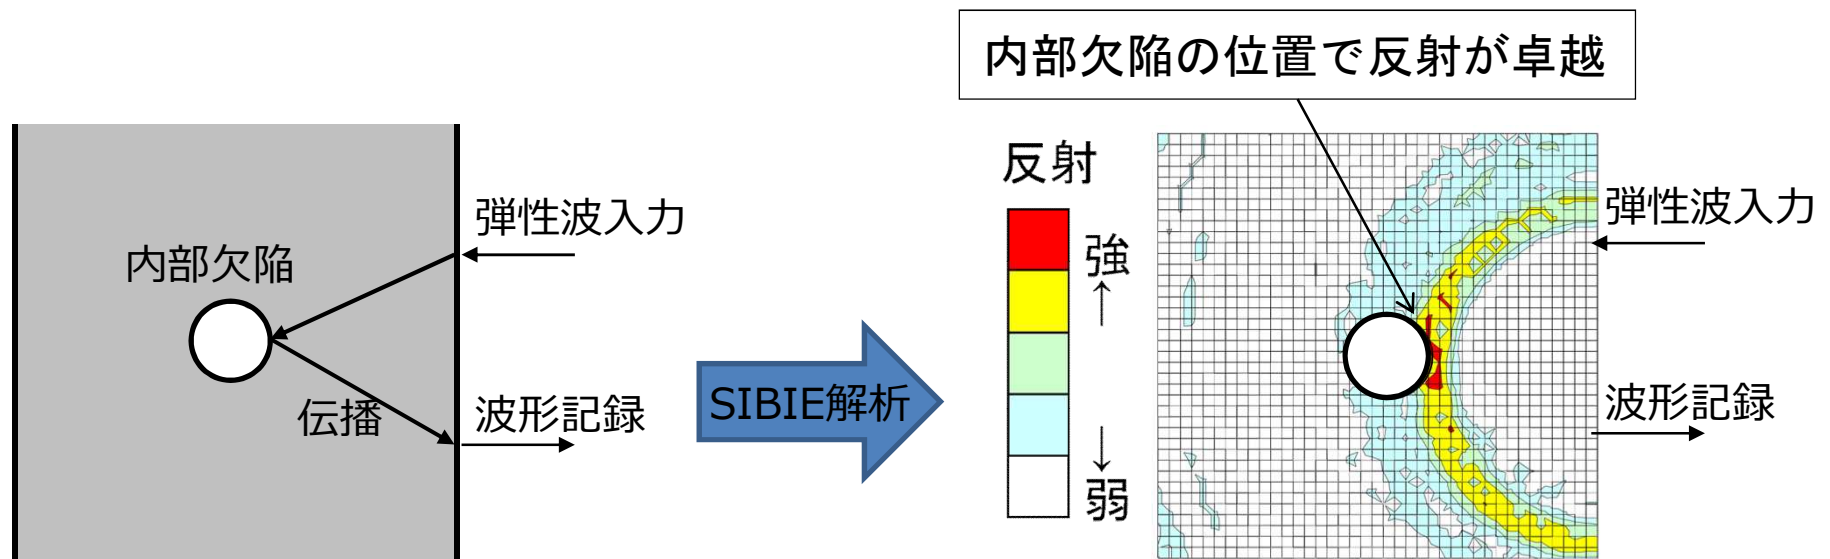 内部欠陥の位置で反射が卓越
弾性波入力
内部欠陥
伝播
波形記録
SIBIE解析
反射
強
↑
↓
弱
弾性波入力
波形記録